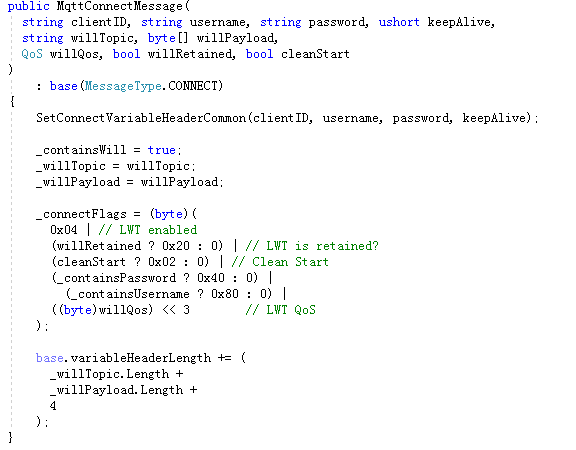 public MqttConnectMessage(
string clientID, string username, string password, ushort keepAlive,
string willTopic, byte[] willPayload,
QoS willQos, bool willRetained, bool cleanStart
)
: base(MessageType.CONNECT)
{
SetConnectVariableHeaderCommon(clientID, username, password, keepAlive);
_containsWill = true;
_willTopic = willTopic;
_willPayload = willPayload;
_connectFlags = (byte)(
0x04 | // LWT enabled
(willRetained ? 0x20 : 0) | // LWT is retained?
(cleanStart ? 0x02 : 0) | // Clean Start
(_containsPassword ? 0x40 : 0) |
(_containsUsername ? 0x80 : 0) |
((byte)willQos) << 3 // LWT QoS
);
base.variableHeaderLength += (
_willTopic.Length +
_willPayload.Length +
4
);
}